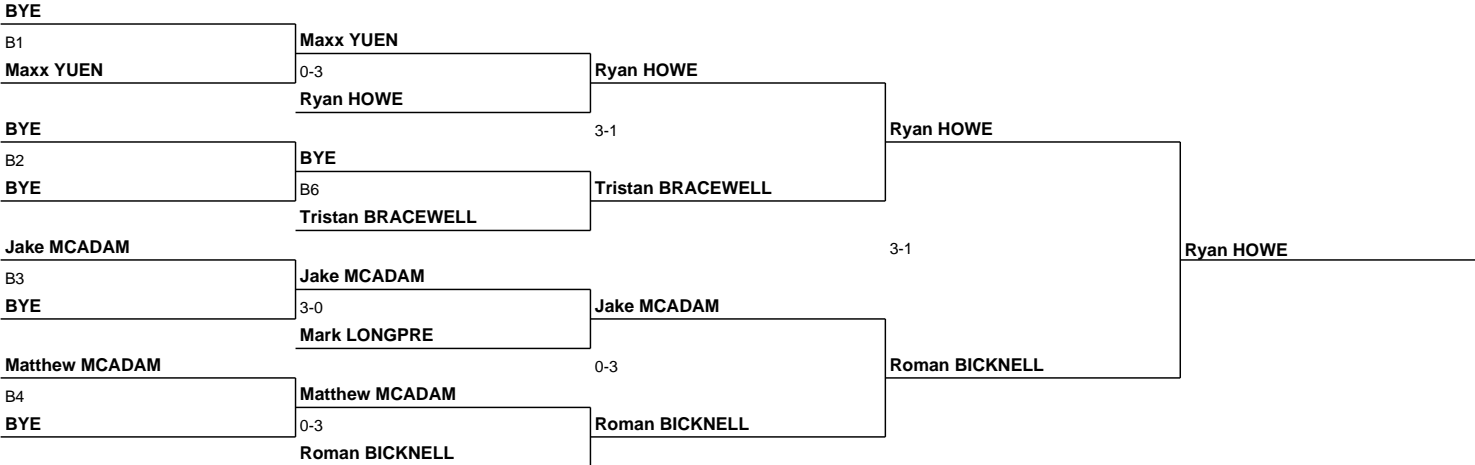 BYE
B1
Maxx YUEN
Maxx YUEN
0-3
Ryan HOWE
Ryan HOWE
BYE
B2
BYE
BYE
B6
Tristan BRACEWELL
3-1
Tristan BRACEWELL
Ryan HOWE
Jake MCADAM
B3
BYE
Jake MCADAM
3-0
Mark LONGPRE
Jake MCADAM
Matthew MCADAM
B4
BYE
Matthew MCADAM
0-3
Roman BICKNELL
0-3
Roman BICKNELL
Roman BICKNELL
3-1
Ryan HOWE